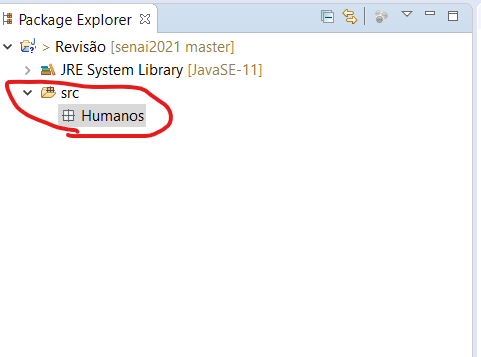 Package Explorer
> Revisão [senai2021 master]
JRE System Library [JavaSE-11]
src
Humanos